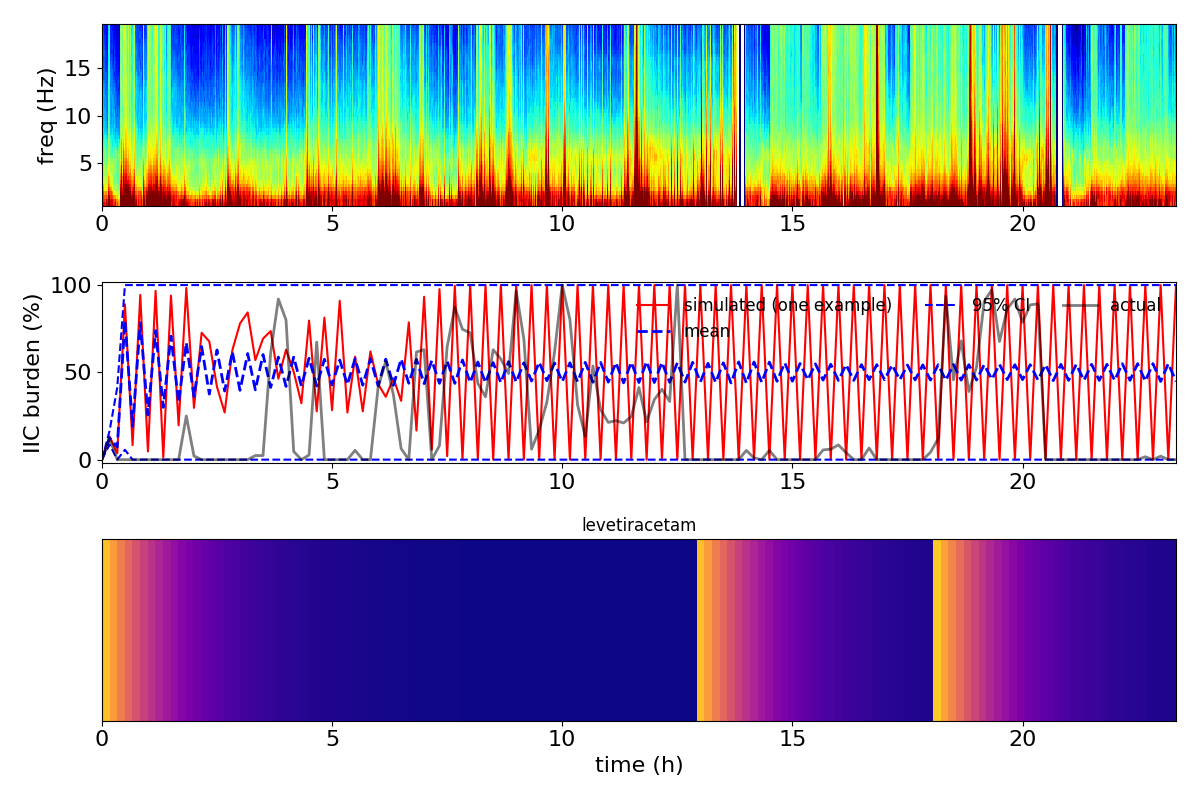 freq (Hz)
15
10
5
0 5 10 15 20
IIC burden (%)
100
50
0
simulated (one example) 95% CI actual
mean
0 5 10 15 20
levetiracetam
0 5 10 15 20
time (h)